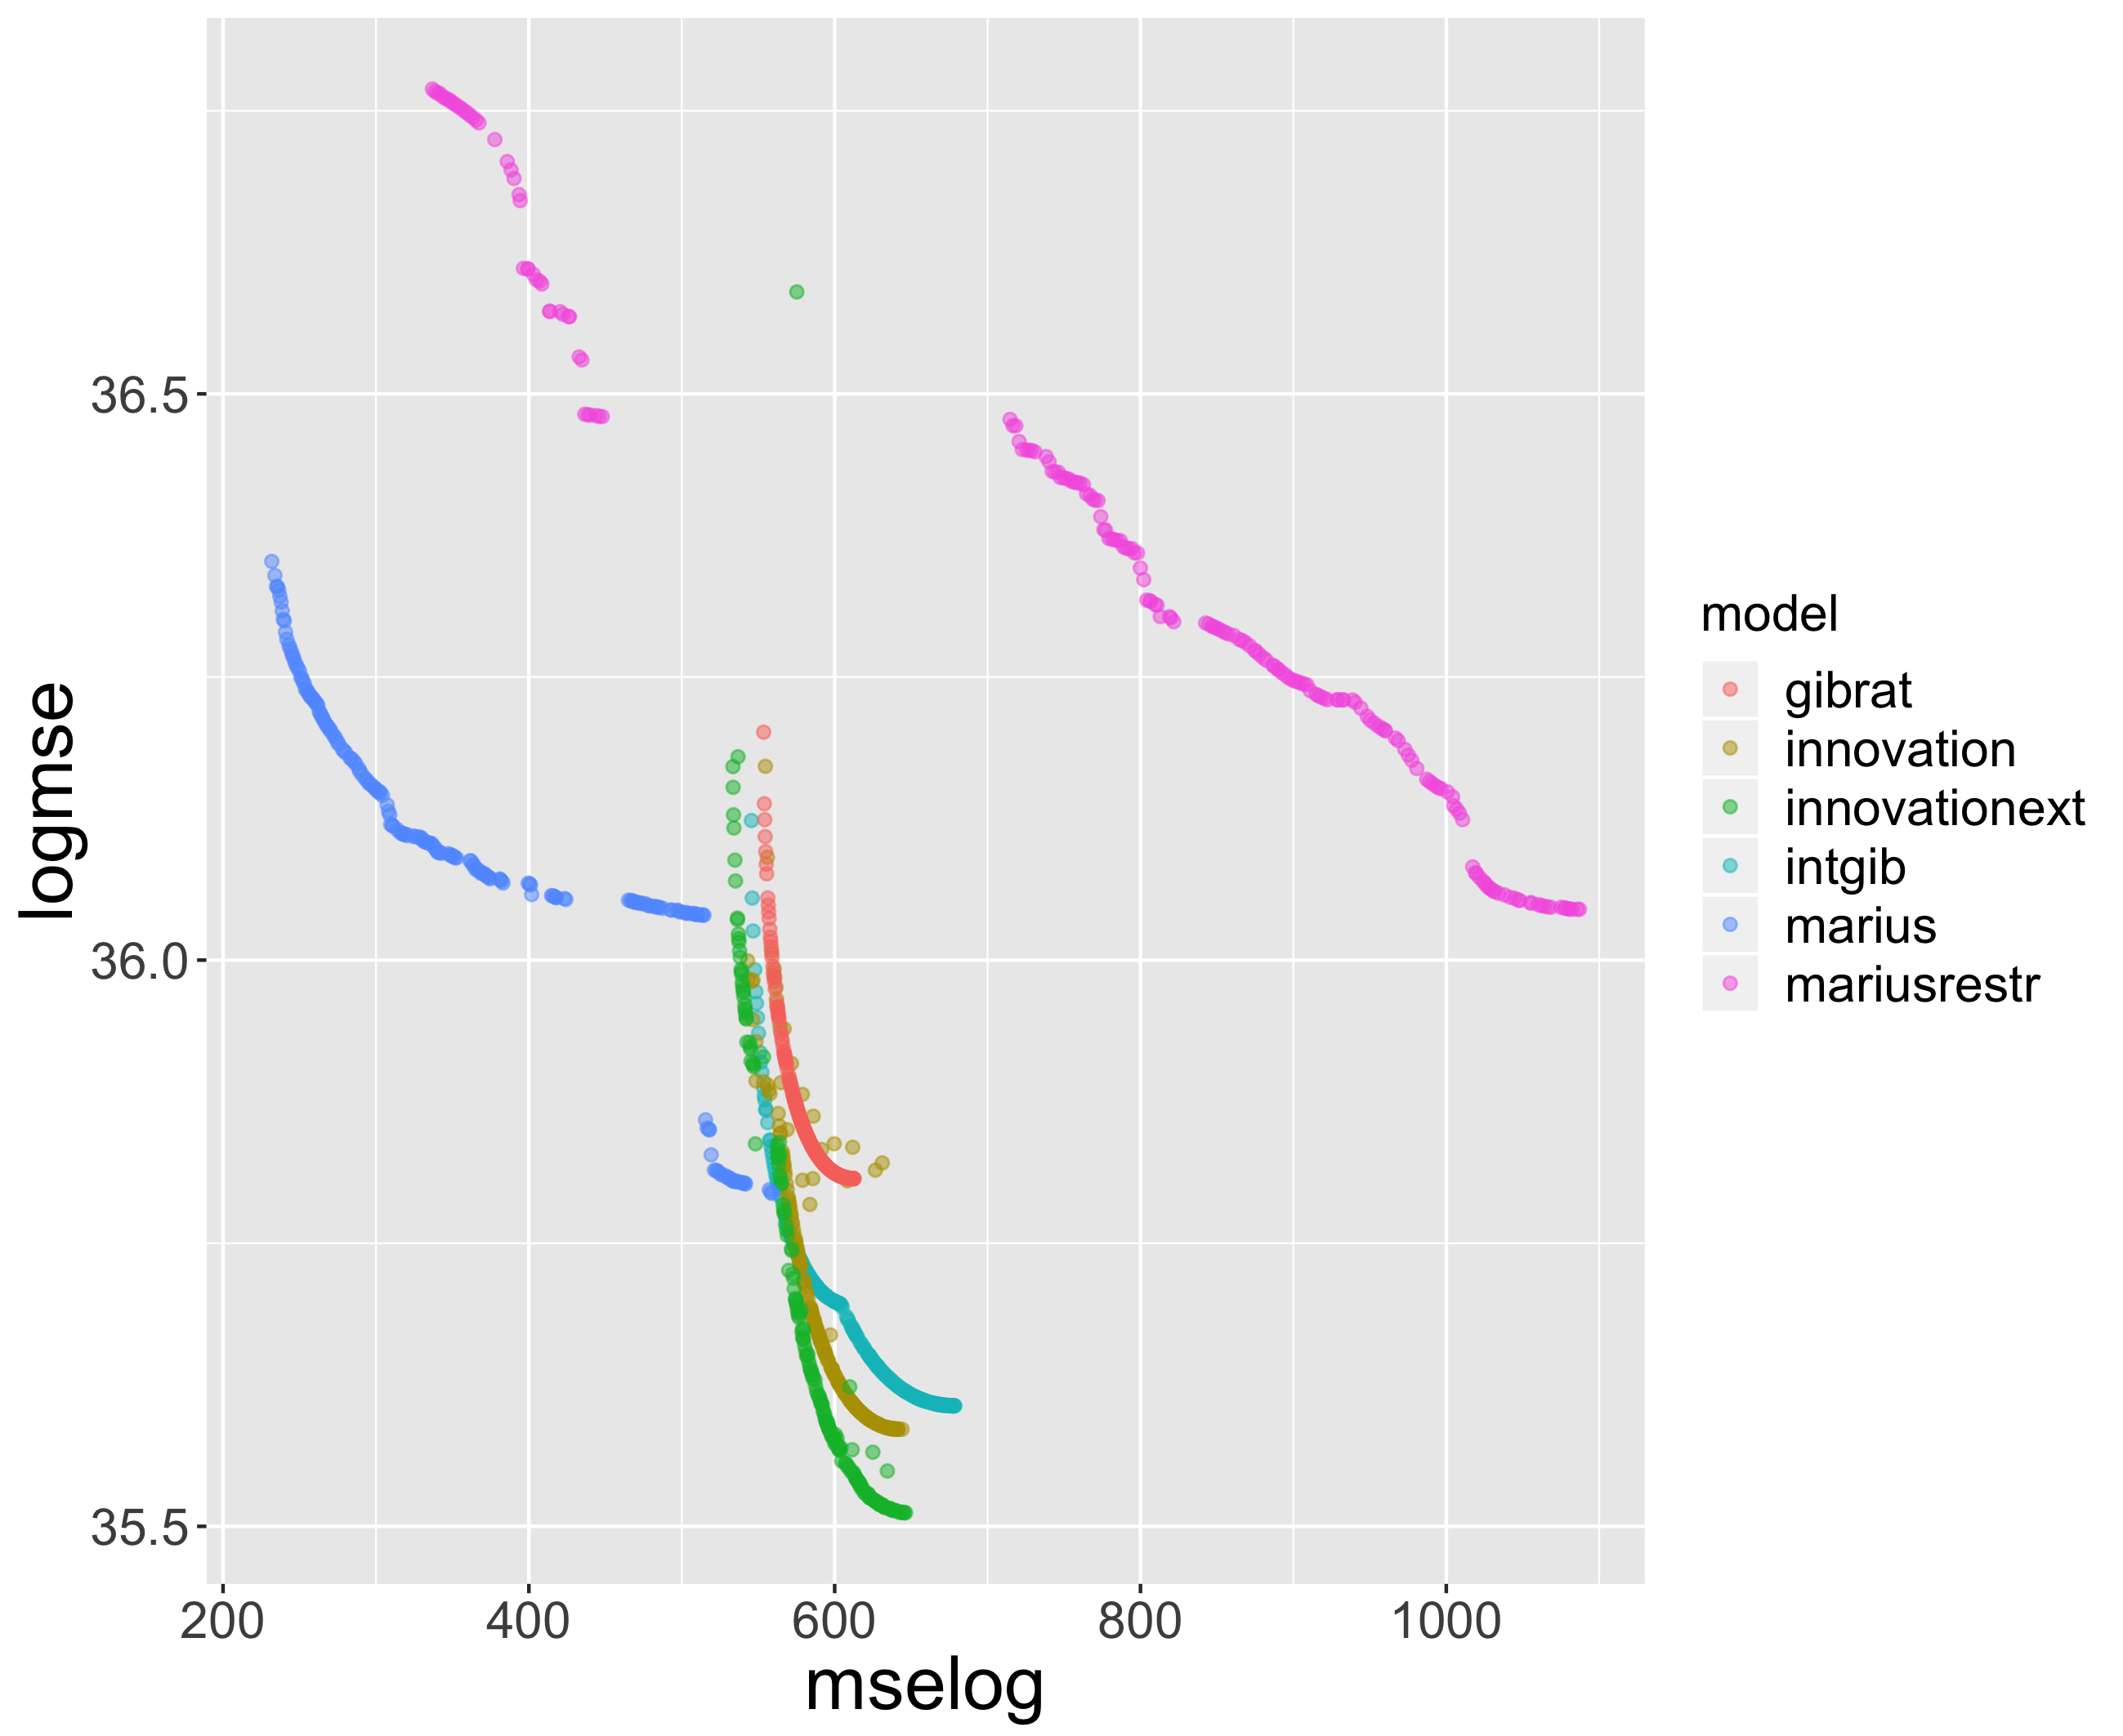 logmse
36.5
36.0
35.5
200 400 600 800 1000
mselog
model
gibrat
innovation
innovationext
intgib
marius
mariusrestr